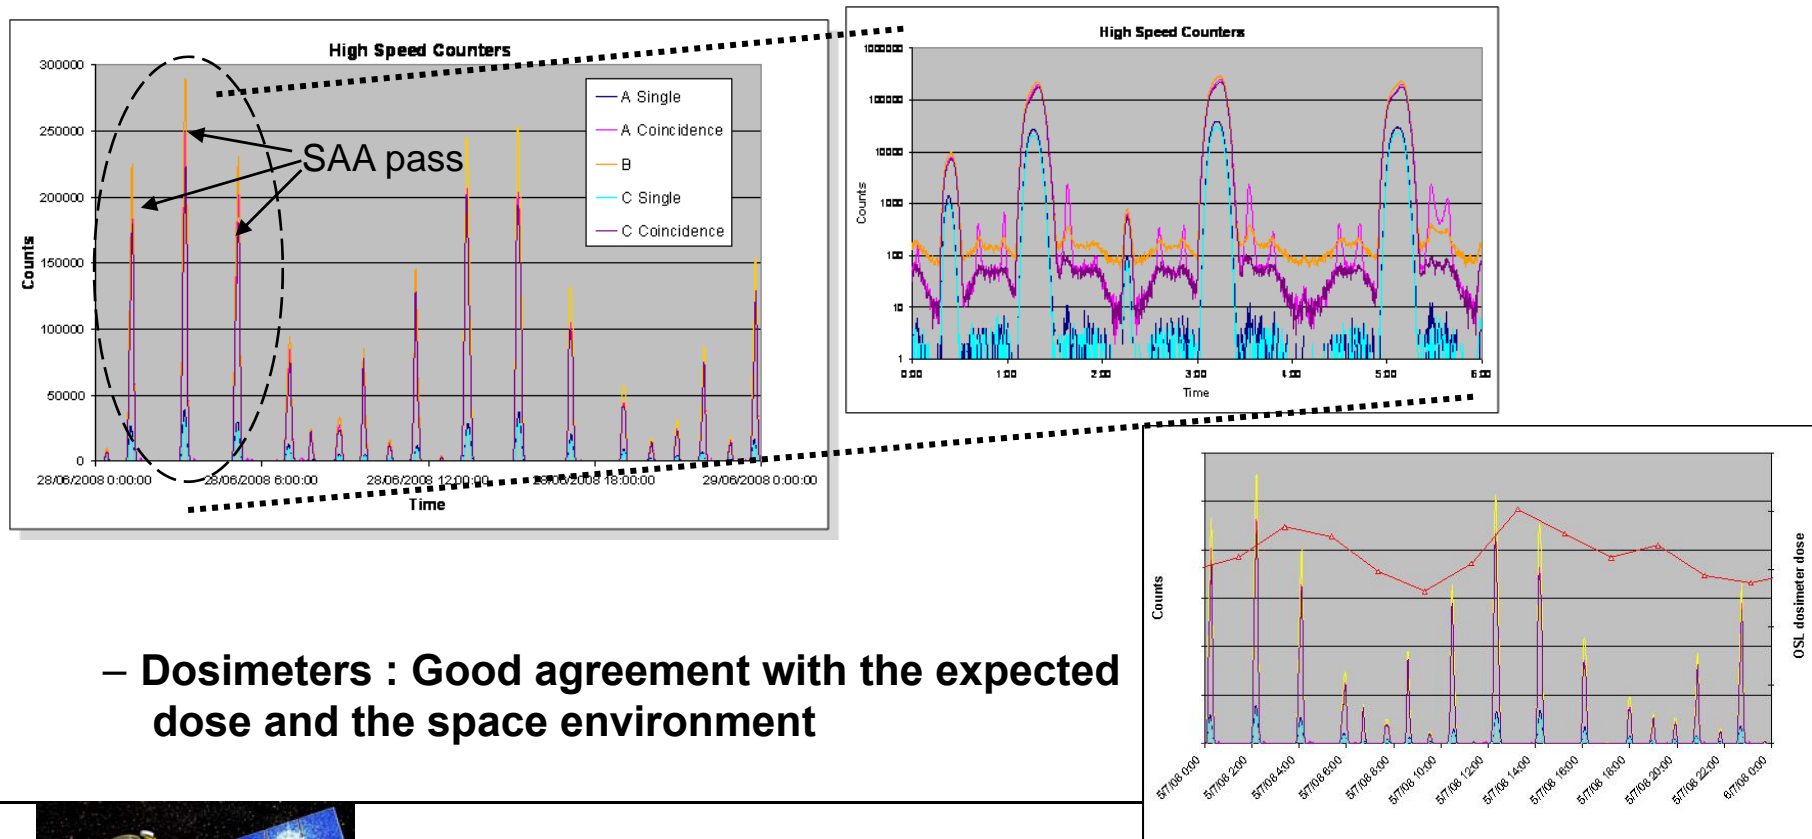 High Speed Counters
300000
250000
200000
150000
100000
50000
0
Counts
28/06/2008 0:00:00
28/06/2008 6:00:00
28/06/2008 12:00:00
28/06/2008 18:00:00
29/06/2008 0:00:00
Time
A Single
A Coincidence
B
C Single
C Coincidence
SAA pass
High Speed Counters
1000000
100000
10000
1000
100
10
1
Counts
0:00
1:00
2:00
3:00
4:00
5:00
6:00
Time
– Dosimeters : Good agreement with the expected
dose and the space environment
Counts
OSL dosimeter dose
5/7/08 0:00
5/7/08 2:00
5/7/08 4:00
5/7/08 6:00
5/7/08 8:00
5/7/08 10:00
5/7/08 12:00
5/7/08 14:00
5/7/08 16:00
5/7/08 18:00
5/7/08 20:00
5/7/08 22:00
6/7/08 0:00